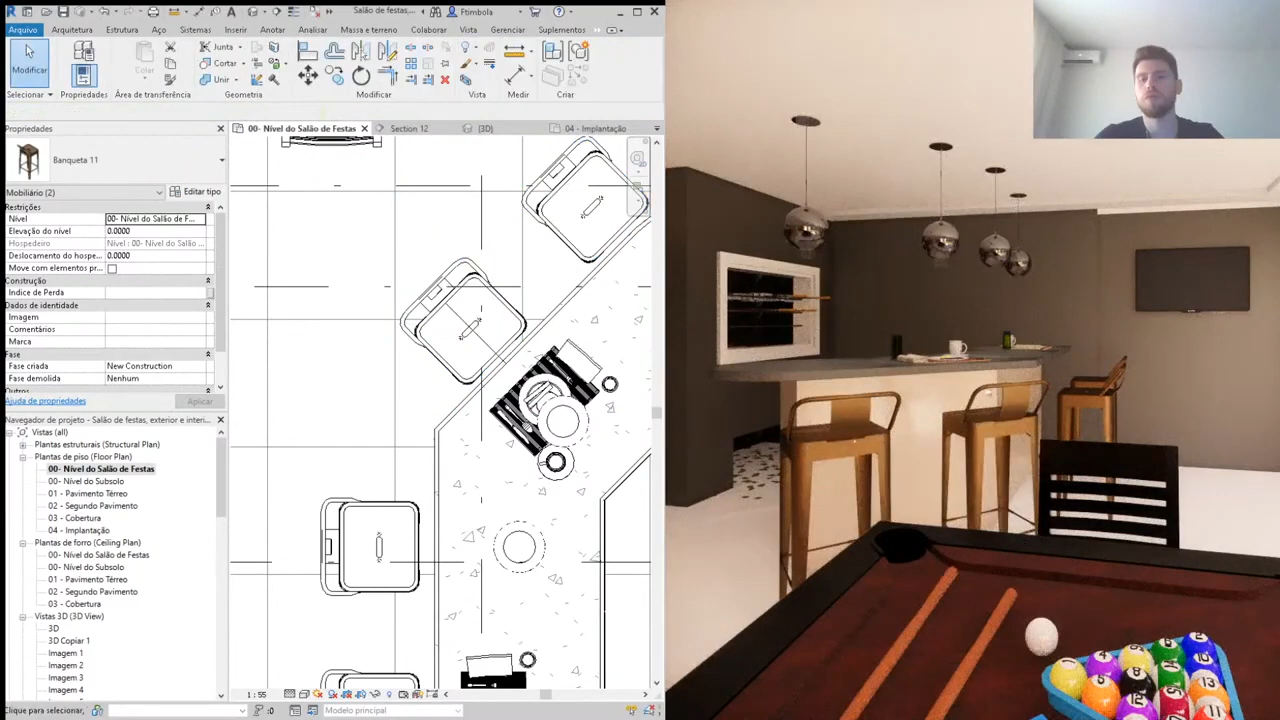 Salão de festas,...
Ftimbola
Arquivo Arquitetura Estrutura Aço Sistemas Inserir Anotar Analisar Massa e terreno Colaborar Vista Gerenciar Suplementos
Modificar
Colar
Junta
Cortar
Unir
Selecionar Propriedades Área de transferência Geometria Modificar Vista Medir Criar
Propriedades
00- Nível do Salão de Festas Section 12 {3D} 04 - Implantação
Banqueta 11
Mobiliário (2) Editar tipo
Restrições
Nível 00- Nível do Salão de F...
Elevação do nível 0.0000
Hospedeiro Nível : 00- Nível do Salão ...
Deslocamento do hospe... 0.0000
Move com elementos pr...
Construção
Indice de Perda
Dados de identidade
Imagem
Comentários
Marca
Fase
Fase criada New Construction
Fase demolida Nenhum
Outros
Ajuda de propriedades Aplicar
Navegador de projeto - Salão de festas, exterior e interi...
Vistas (all)
Plantas estruturais (Structural Plan)
Plantas de piso (Floor Plan)
00- Nível do Salão de Festas
00- Nível do Subsolo
01 - Pavimento Térreo
02 - Segundo Pavimento
03 - Cobertura
04 - Implantação
Plantas de forro (Ceiling Plan)
00- Nível do Salão de Festas
00- Nível do Subsolo
01 - Pavimento Térreo
02 - Segundo Pavimento
03 - Cobertura
Vistas 3D (3D View)
3D
3D Copiar 1
Imagem 1
Imagem 2
Imagem 3
Imagem 4
1 : 55
Clique para selecionar, :0 Modelo principal